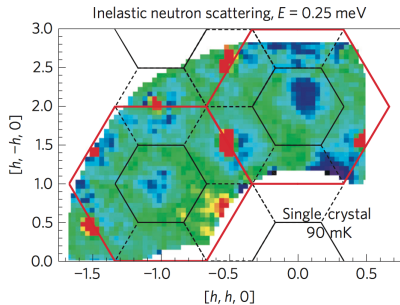 Inelastic neutron scattering, E = 0.25 meV
3.0
2.5
2.0
1.5
1.0
0.5
0.0
[h, –h, 0]
Single crystal
90 mK
–1.5 –1.0 –0.5 0.0 0.5
[h, h, 0]